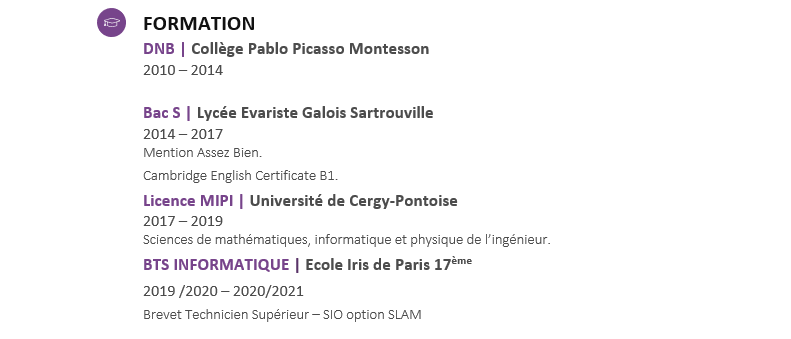 FORMATION
DNB | Collège Pablo Picasso Montesson
2010 – 2014
Bac S | Lycée Evariste Galois Sartrouville
2014 – 2017
Mention Assez Bien.
Cambridge English Certificate B1.
Licence MIPI | Université de Cergy-Pontoise
2017 – 2019
Sciences de mathématiques, informatique et physique de l’ingénieur.
BTS INFORMATIQUE | Ecole Iris de Paris 17ème
2019 /2020 – 2020/2021
Brevet Technicien Supérieur – SIO option SLAM